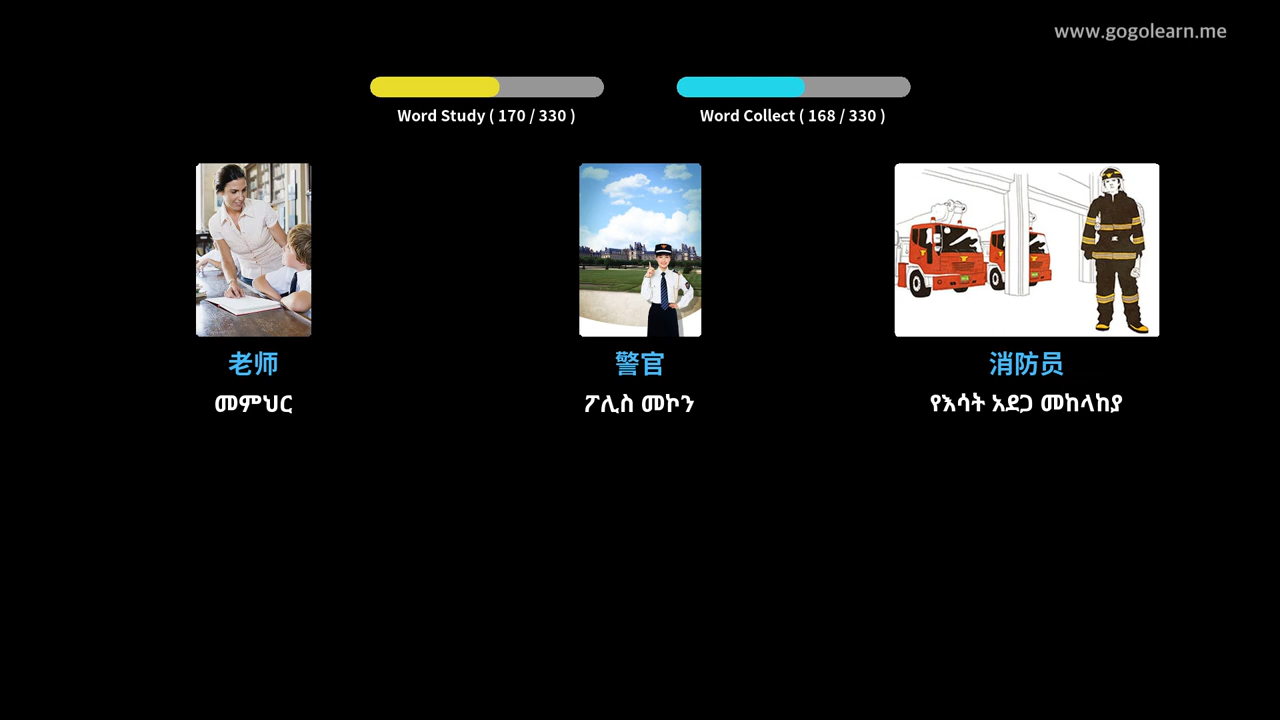 www.gogolearn.me
Word Study ( 170 / 330 )
Word Collect ( 168 / 330 )
老师
警官
消防员
መምህር
ፖሊስ መኮን
የእሳት አደጋ መከላከያ